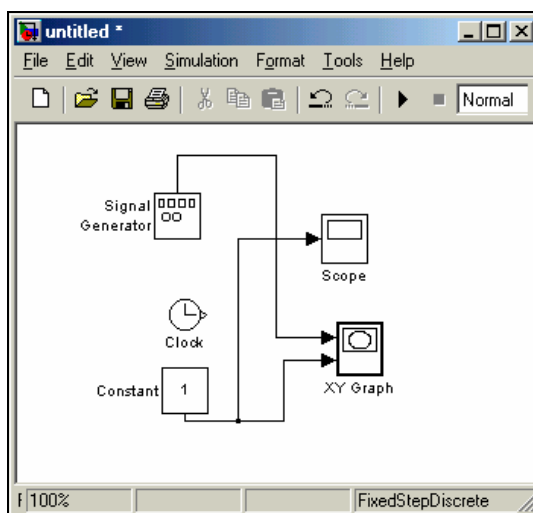 untitled *
File Edit View Simulation Format Tools Help
Normal
Signal
Generator
Scope
Clock
Constant
1
XY Graph
100%
FixedStepDiscrete